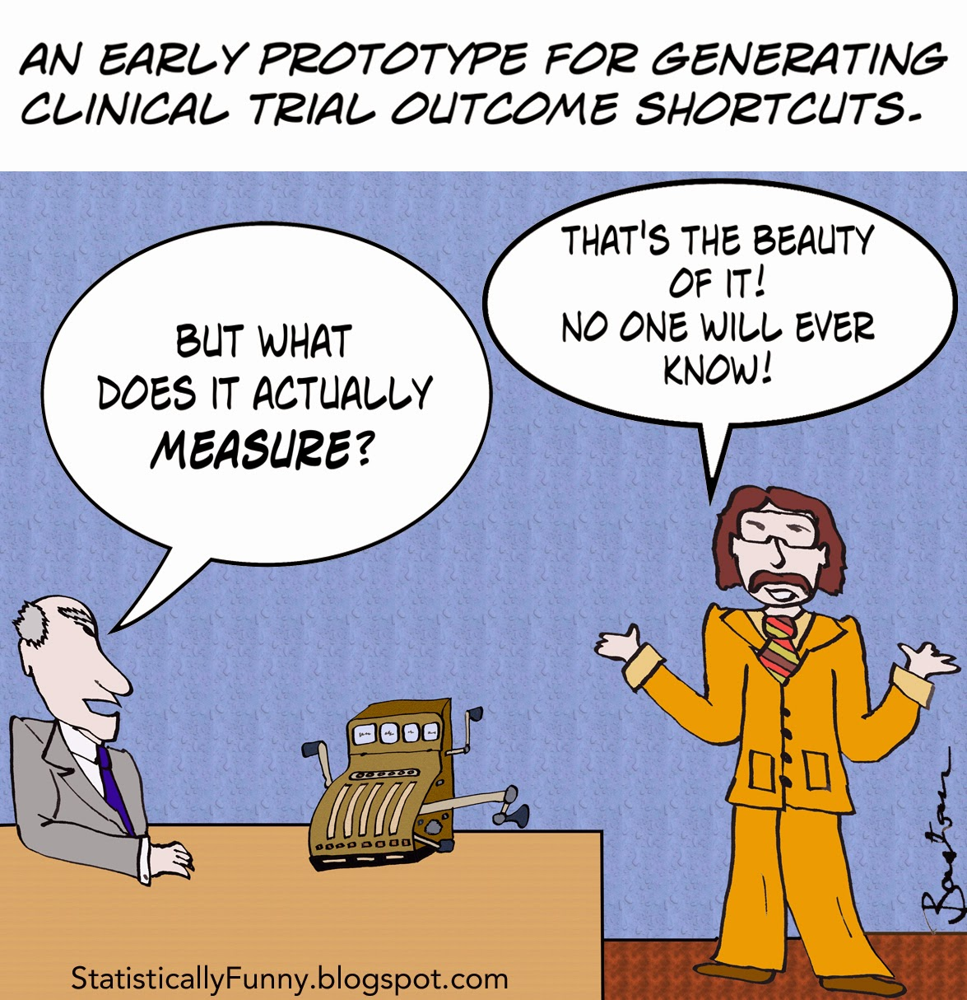 AN EARLY PROTOTYPE FOR GENERATING
CLINICAL TRIAL OUTCOME SHORTCUTS.
BUT WHAT
DOES IT ACTUALLY
MEASURE?
THAT'S THE BEAUTY
OF IT!
NO ONE WILL EVER
KNOW!
Bastian
StatisticallyFunny.blogspot.com